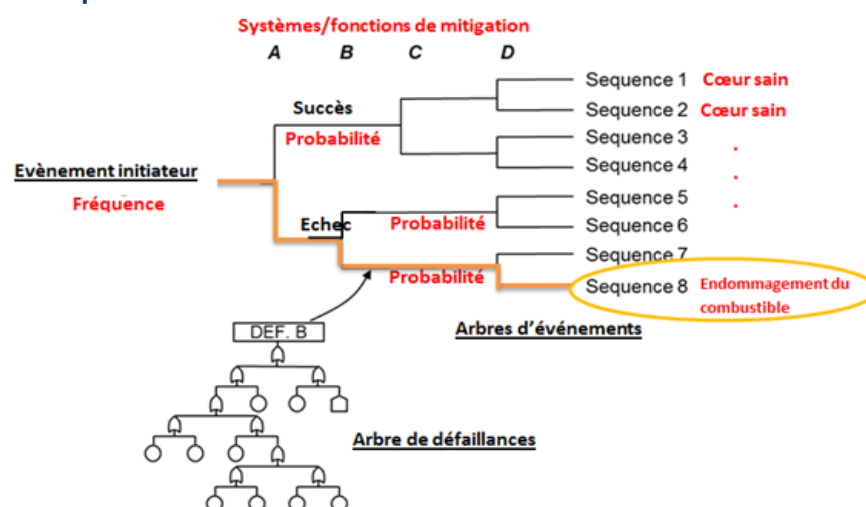 Systèmes/fonctions de mitigation
A B C D
Sequence 1 Cœur sain
Succès
Sequence 2 Cœur sain
Probabilité
Sequence 3 .
Evènement initiateur
Sequence 4 .
Fréquence
Sequence 5 .
Echec
Probabilité
Sequence 6
Sequence 7
Probabilité
Sequence 8 Endommagement du
combustible
DEF. B
Arbres d’événements
Arbre de défaillances